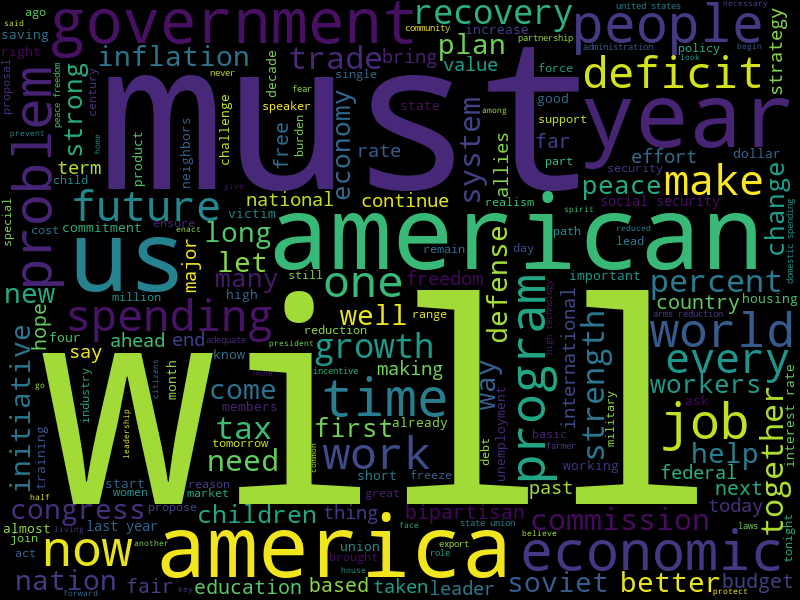 ago
said
saving
right
government
community
recovery
increase
people
united states
necessary
partnership
administration
begin
plan
bring
value
policy
look
strategy
proposal
century
peace freedom
strong
inflation
trade
never
fear
decade
single
speaker
burden
force
good
support
among
deficit
must
year
problem
prevent
home
term
child
product
neighbors
challenge
free
economy
state
rate
system
allies
far
part
effort
security
dollar
give
special
future
cost
commitment
ensure
victim
enact
national
continue
realism
spirit
path
reduced
lead
peace
make
social security
change
domestic spending
us
american
long
let
major
many
million
high
still
remain
day
one
freedom
defense
important
percent
country
housing
new
hope
four
ahead
end
spending
reduction
president
well
range
program
high technology
international
strength
arms reduction
world
say
adequate
know
growth
making
way
every
workers
ask
interest rate
initiative
go
industry
month
citizens
come
members
incentive
time
already
unemployment
basic
farmer
military
job
together
will
training
leadership
tax
tomorrow
first
need
common
work
debt
working
help
federal
half
start
women
propose
reason
market
short
freeze
great
past
next
today
laws
tonight
congress
almost
join
act
last year
living
another
children
thing
bipartisan
face
state union
commission
believe
now
america
union
brought
house
role
export
economic
nation
forward
fair
key
education
based
taken
leader
soviet
better
budget
protect